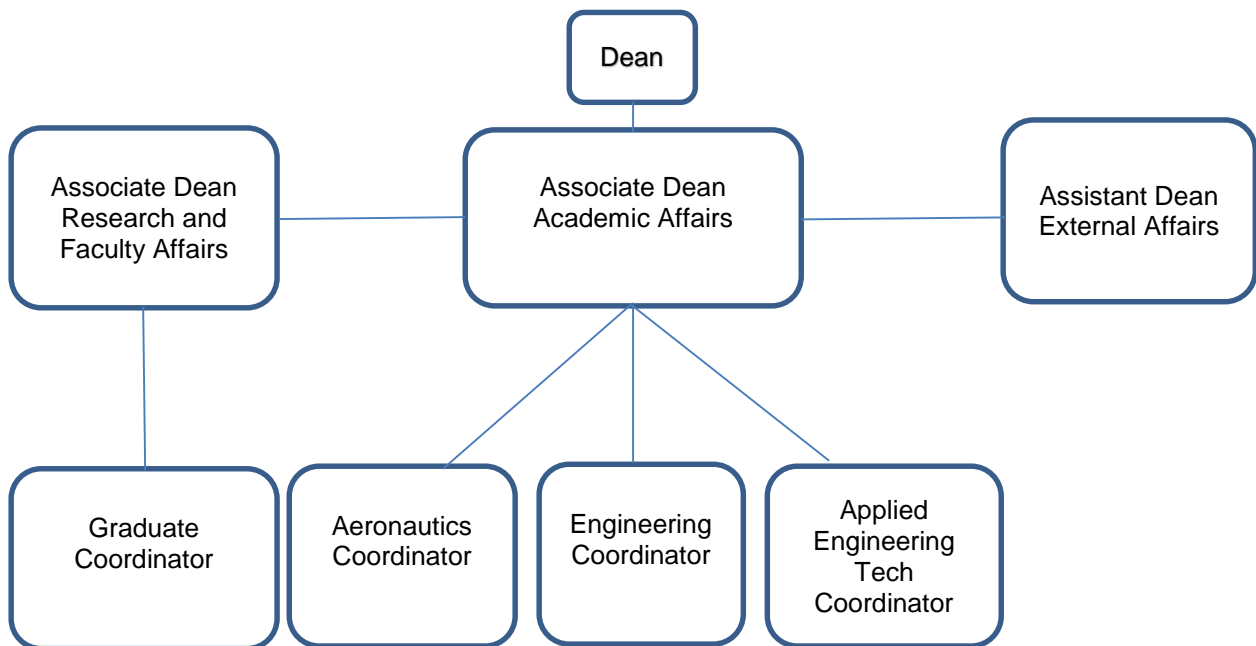 Dean
Associate Dean
Research and
Faculty Affairs
Associate Dean
Academic Affairs
Assistant Dean
External Affairs
Graduate
Coordinator
Aeronautics
Coordinator
Engineering
Coordinator
Applied
Engineering
Tech
Coordinator